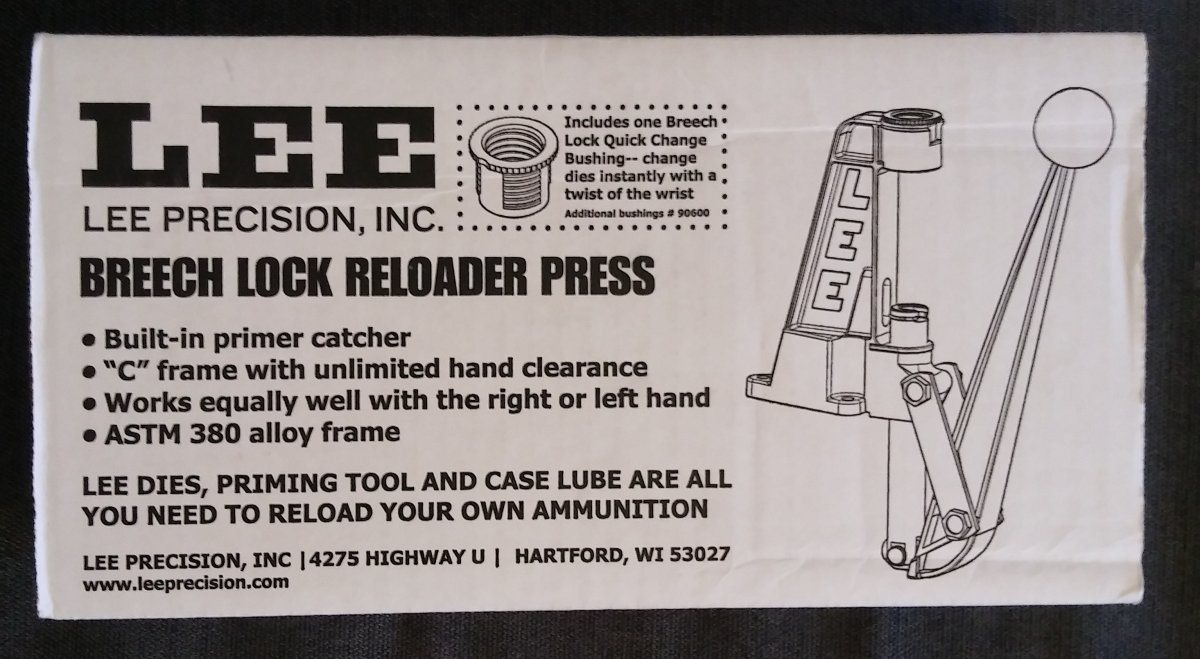 LEE
LEE PRECISION, INC.
Includes one Breech
Lock Quick Change
Bushing-- change
dies instantly with a
twist of the wrist
Additional bushings # 90600
BREECH LOCK RELOADER PRESS
• Built-in primer catcher
• “C” frame with unlimited hand clearance
• Works equally well with the right or left hand
• ASTM 380 alloy frame
LEE DIES, PRIMING TOOL AND CASE LUBE ARE ALL
YOU NEED TO RELOAD YOUR OWN AMMUNITION
LEE PRECISION, INC |4275 HIGHWAY U | HARTFORD, WI 53027
www.leeprecision.com
LEE